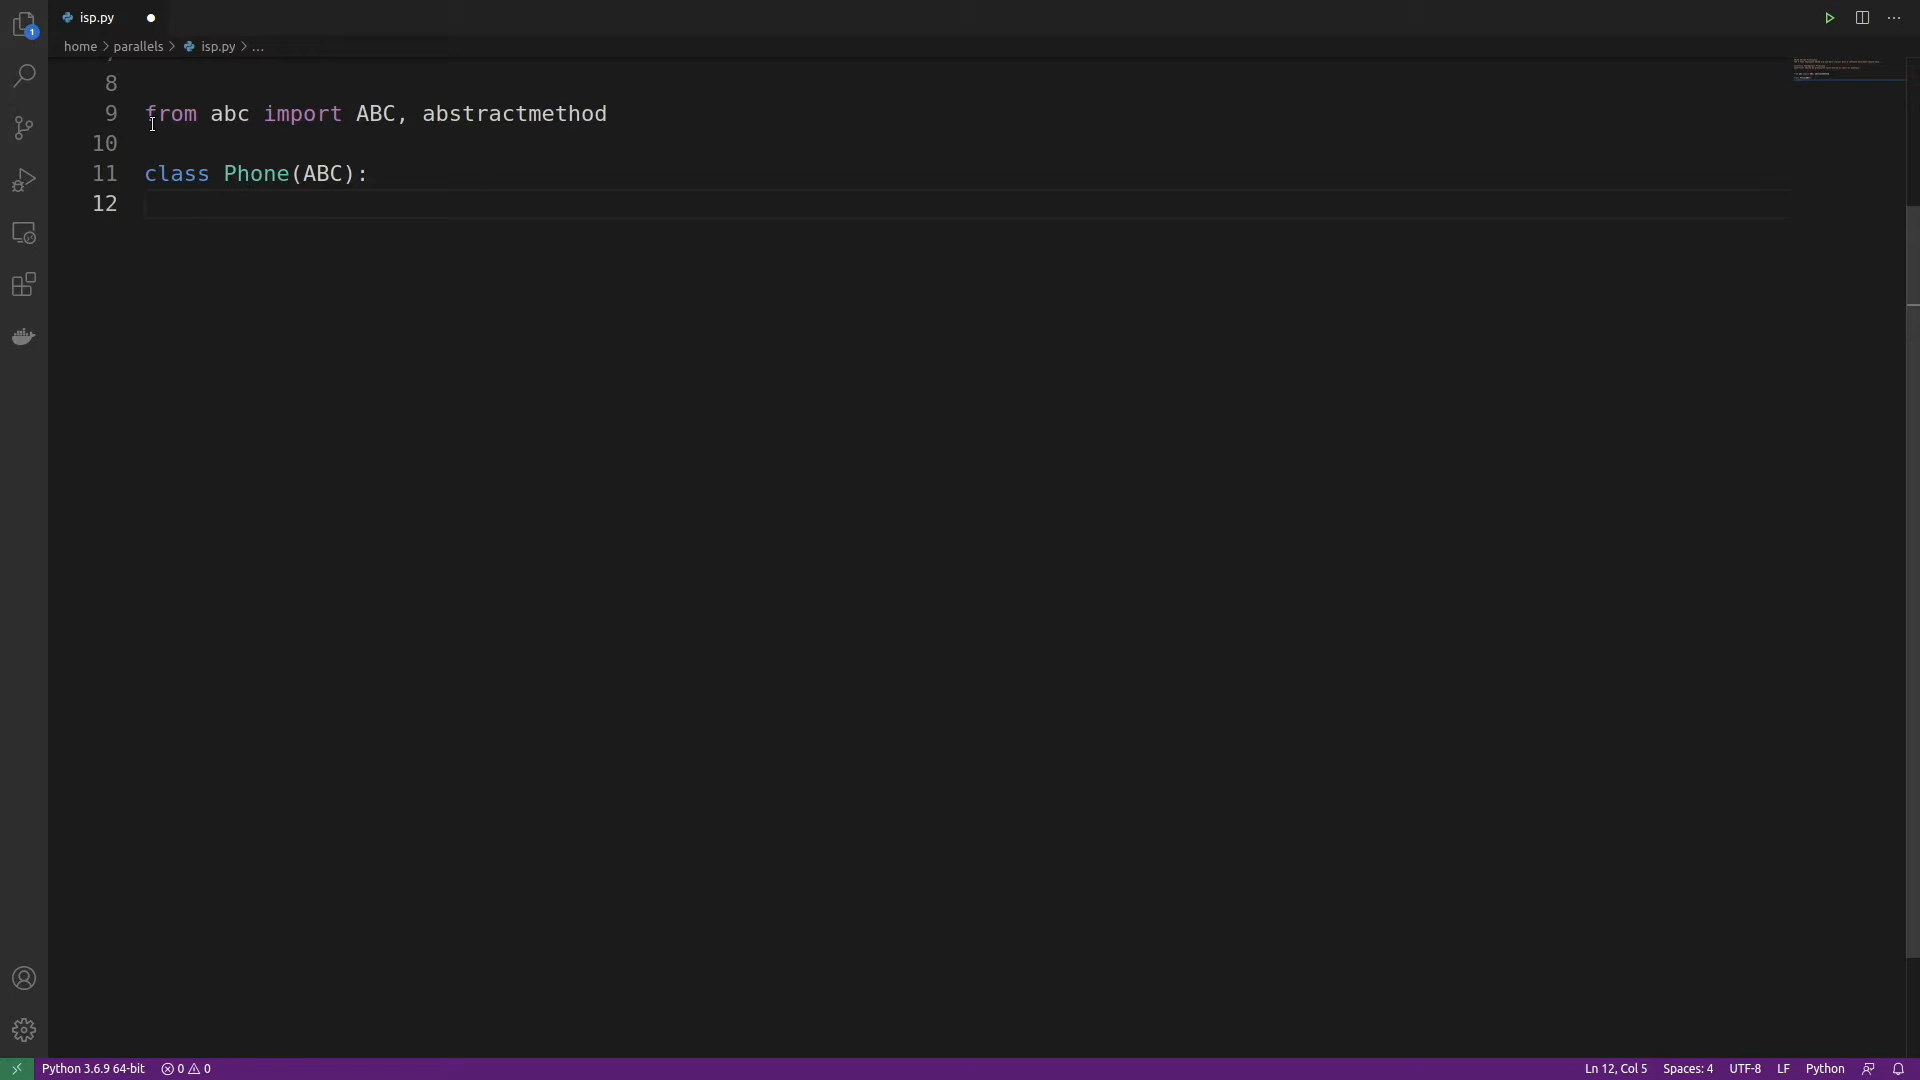 isp.py
home > parallels > isp.py > ...
8
9 from abc import ABC, abstractmethod
10
11 class Phone(ABC):
12
1
Python 3.6.9 64-bit 0 0 Ln 12, Col 5 Spaces: 4 UTF-8 LF Python